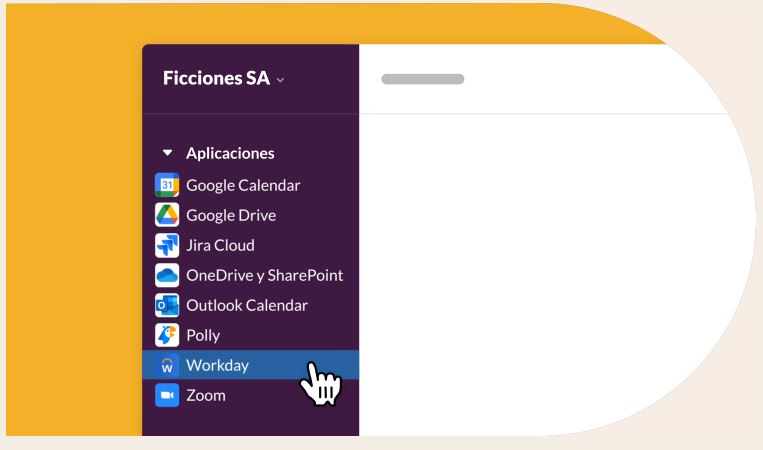 Ficciones SA
Aplicaciones
31
Google Calendar
Google Drive
Jira Cloud
OneDrive y SharePoint
Outlook Calendar
Polly
Workday
Zoom